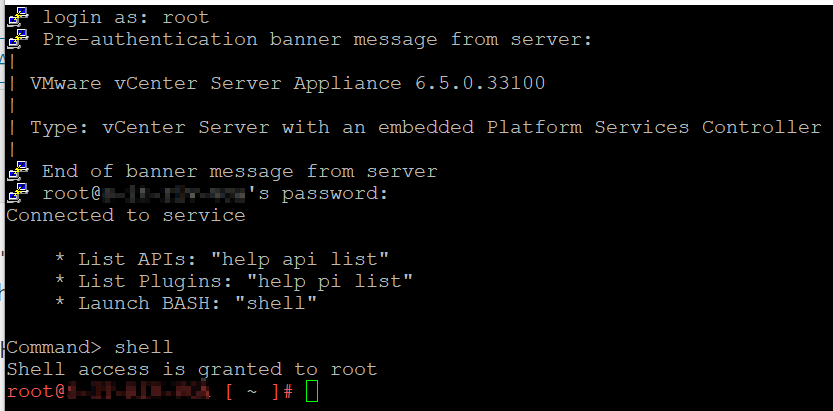 login as: root
Pre-authentication banner message from server:
|
| VMware vCenter Server Appliance 6.5.0.33100
|
| Type: vCenter Server with an embedded Platform Services Controller
|
End of banner message from server
root@ 's password:
Connected to service
* List APIs: "help api list"
* List Plugins: "help pi list"
* Launch BASH: "shell"
Command> shell
Shell access is granted to root
root@ [ ~ ]#